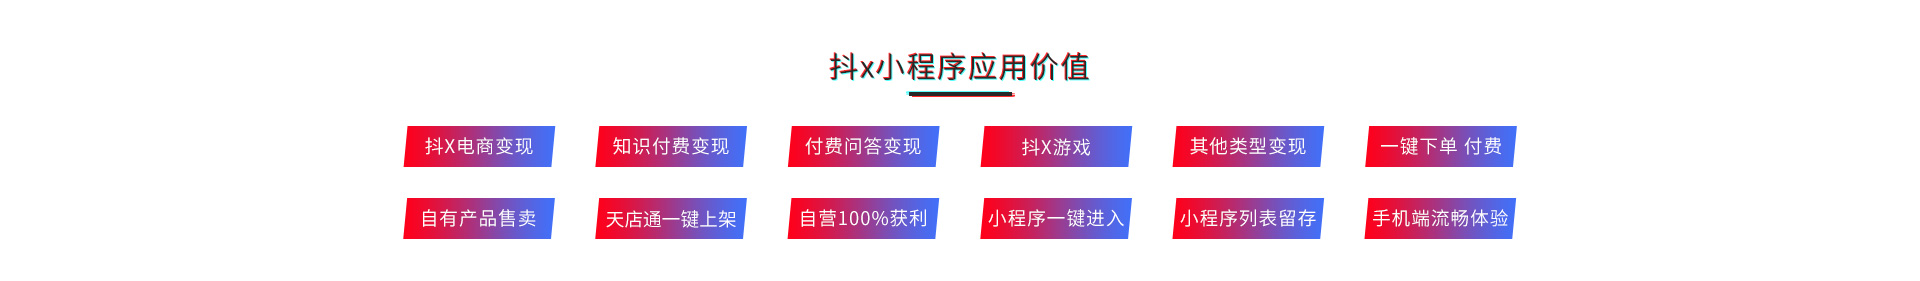 抖x小程序应用价值
抖X电商变现
知识付费变现
付费问答变现
抖X游戏
其他类型变现
一键下单 付费
自有产品售卖
天店通一键上架
自营100%获利
小程序一键进入
小程序列表留存
手机端流畅体验